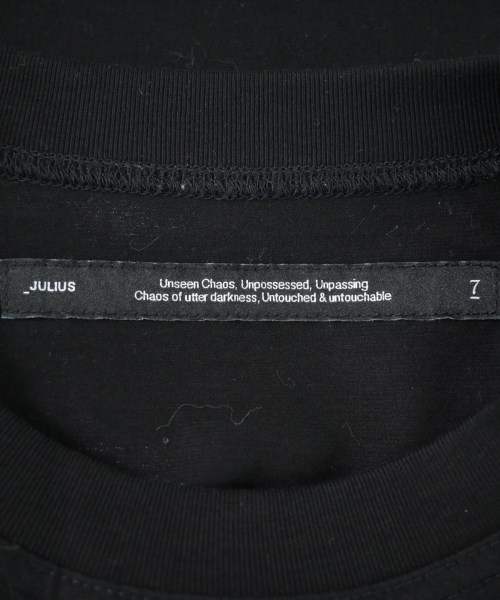 _JULIUS
Unseen Chaos, Unpossessed, Unpassing
Chaos of utter darkness, Untouched & untouchable
7